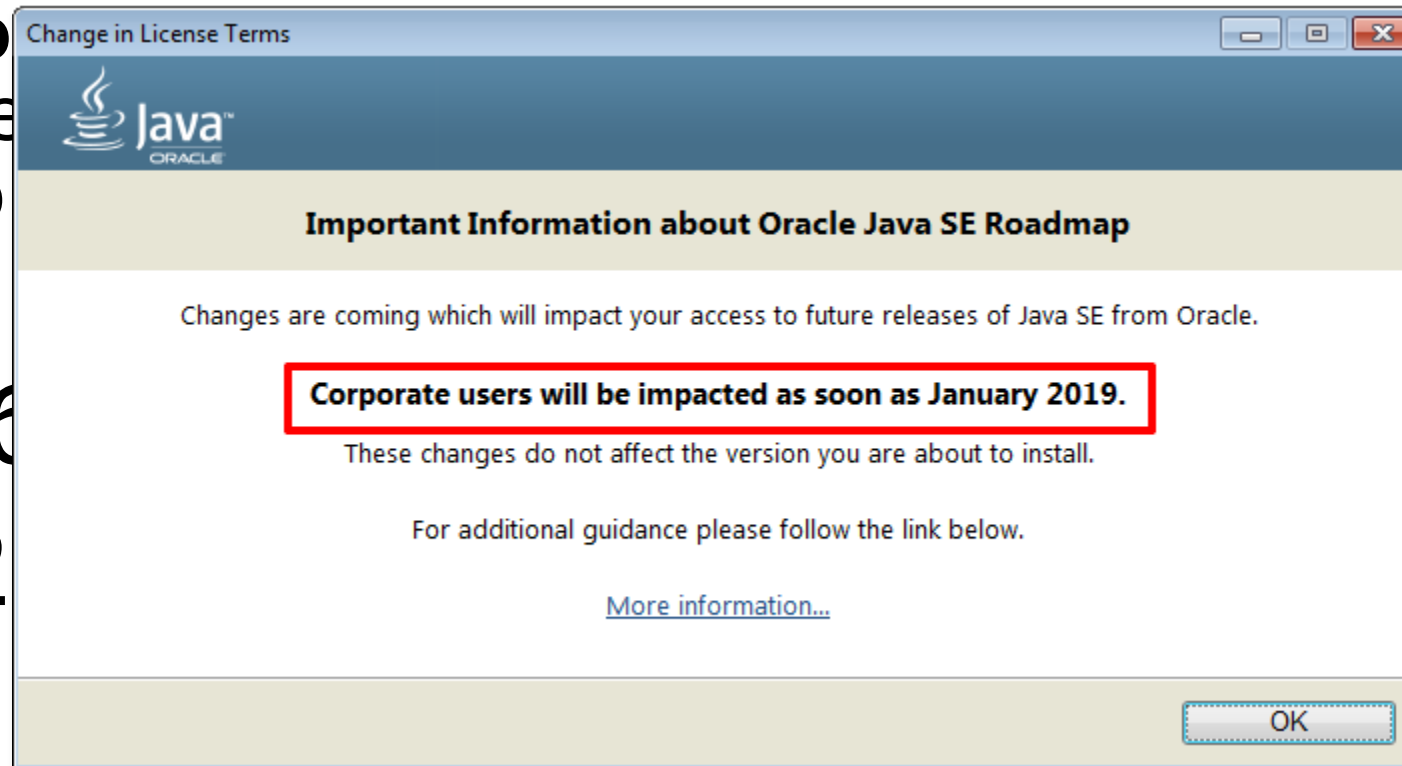 Change in License Terms
Java™
ORACLE
Important Information about Oracle Java SE Roadmap
Changes are coming which will impact your access to future releases of Java SE from Oracle.
Corporate users will be impacted as soon as January 2019.
These changes do not affect the version you are about to install.
For additional guidance please follow the link below.
More information...
OK